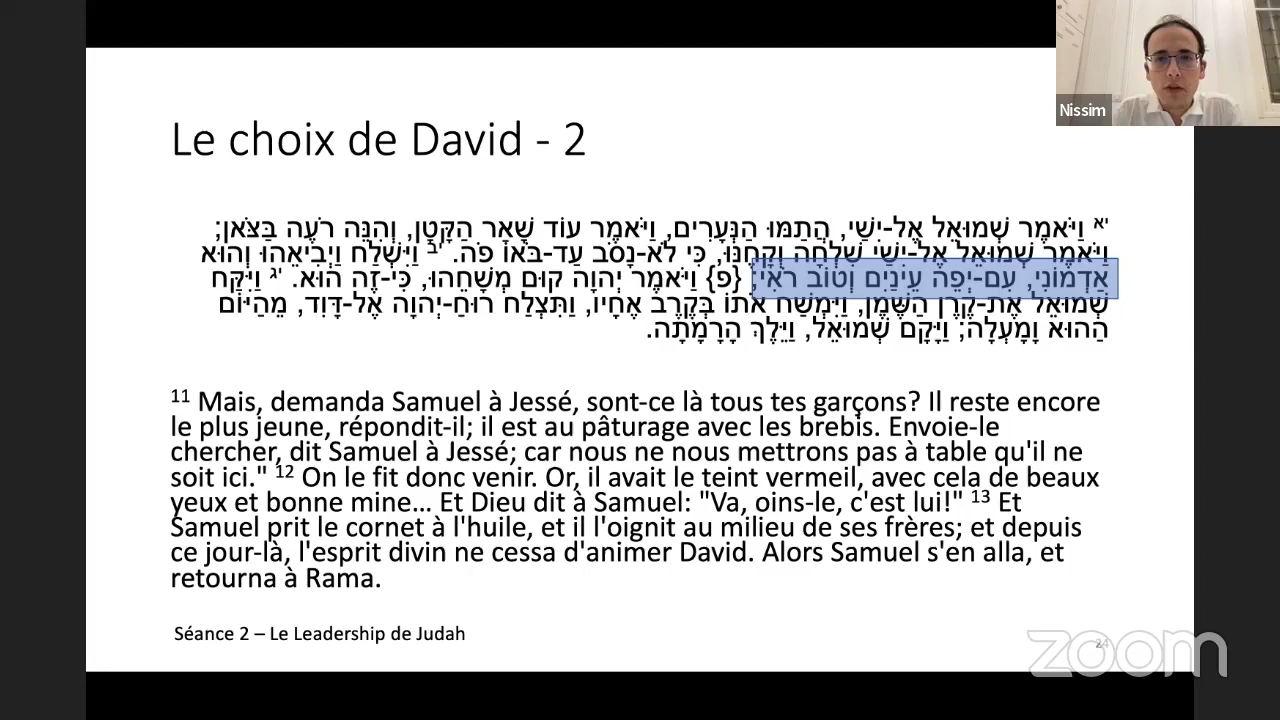 Nissim
Le choix de David - 2
יא וַיֹּאמֶר שְׁמוּאֵל אֶל-יִשַׁי, הֲתַמּוּ הַנְּעָרִים, וַיֹּאמֶר עוֹד שָׁאַר הַקָּטָן, וְהִנֵּה רֹעֶה בַּצֹּאן;
וַיֹּאמֶר שְׁמוּאֵל אֶל-יִשַׁי שִׁלְחָה וְקָחֶנּוּ, כִּי לֹא-נָסֹב עַד-בֹּאוֹ פֹה. יב וַיִּשְׁלַח וַיְבִיאֵהוּ וְהוּא
אַדְמוֹנִי, עִם-יְפֵה עֵינַיִם וְטוֹב רֹאִי; {פ} וַיֹּאמֶר יְהוָה קוּם מְשָׁחֵהוּ, כִּי-זֶה הוּא. יג וַיִּקַּח
שְׁמוּאֵל אֶת-קֶרֶן הַשֶּׁמֶן, וַיִּמְשַׁח אֹתוֹ בְּקֶרֶב אֶחָיו, וַתִּצְלַח רוּחַ-יְהוָה אֶל-דָּוִד, מֵהַיּוֹם
הַהוּא וָמָעְלָה; וַיָּקָם שְׁמוּאֵל, וַיֵּלֶךְ הָרָמָתָה.
11 Mais, demanda Samuel à Jessé, sont-ce là tous tes garçons? Il reste encore
le plus jeune, répondit-il; il est au pâturage avec les brebis. Envoie-le
chercher, dit Samuel à Jessé; car nous ne nous mettrons pas à table qu'il ne
soit ici." 12 On le fit donc venir. Or, il avait le teint vermeil, avec cela de beaux
yeux et bonne mine... Et Dieu dit à Samuel: "Va, oins-le, c'est lui!" 13 Et
Samuel prit le cornet à l'huile, et il l'oignit au milieu de ses frères; et depuis
ce jour-là, l'esprit divin ne cessa d'animer David. Alors Samuel s'en alla, et
retourna à Rama.
Séance 2 – Le Leadership de Judah
24
zoom